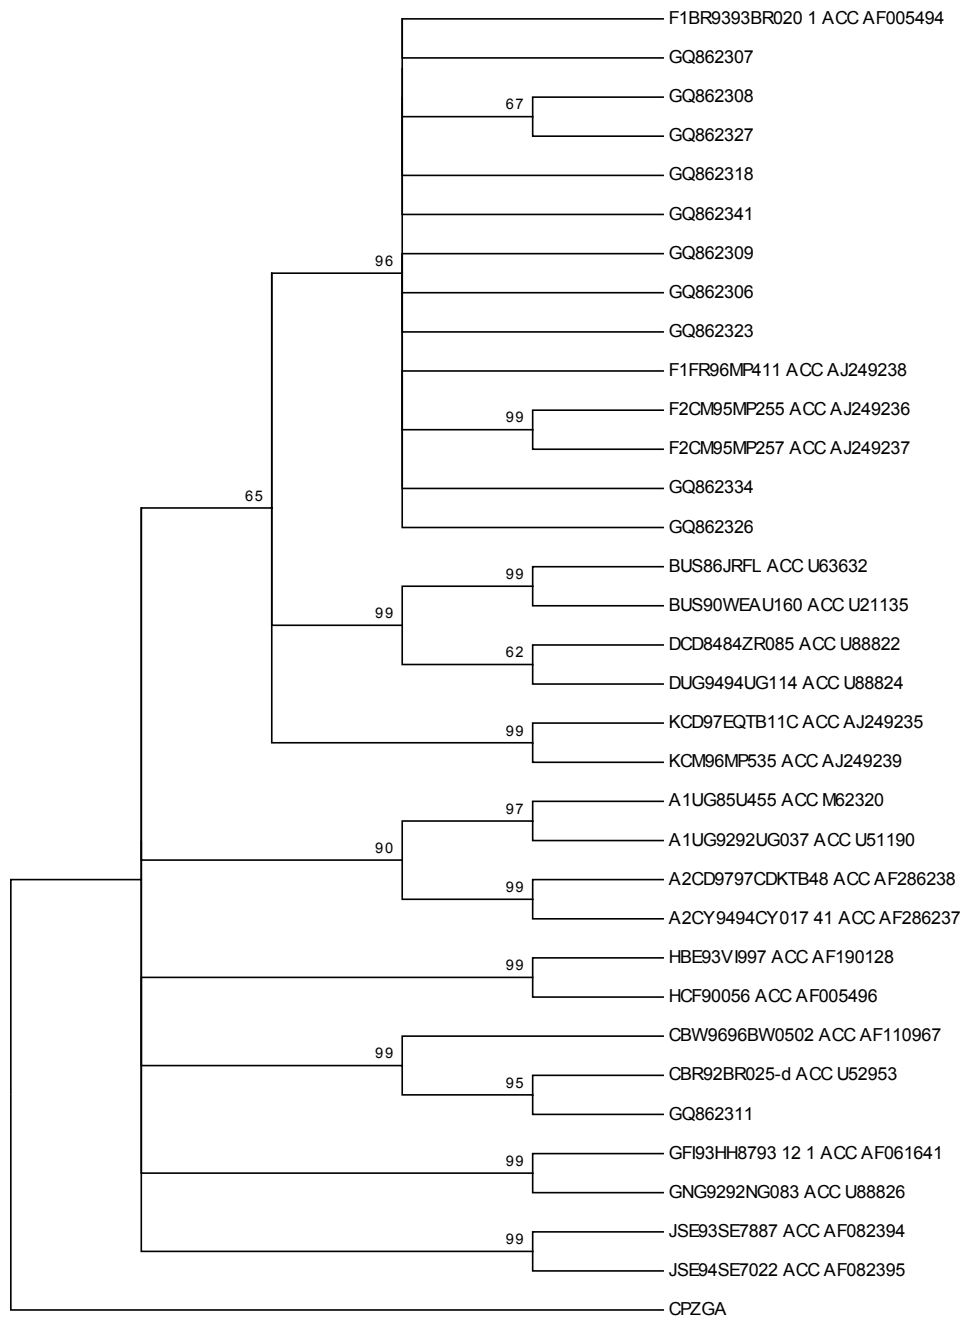 F1BR9393BR020 1 ACC AF005494
GQ862307
67
GQ862308
GQ862327
GQ862318
GQ862341
GQ862309
96
GQ862306
GQ862323
F1FR96MP411 ACC AJ249238
F2CM95MP255 ACC AJ249236
99
F2CM95MP257 ACC AJ249237
GQ862334
65
GQ862326
BUS86JRFL ACC U63632
99
BUS90WEAU160 ACC U21135
99
DCD8484ZR085 ACC U88822
62
DUG9494UG114 ACC U88824
KCD97EQTB11C ACC AJ249235
99
KCM96MP535 ACC AJ249239
A1UG85U455 ACC M62320
97
A1UG9292UG037 ACC U51190
90
A2CD9797CDKTB48 ACC AF286238
99
A2CY9494CY017 41 ACC AF286237
HBE93VI997 ACC AF190128
99
HCF90056 ACC AF005496
CBW9696BW0502 ACC AF110967
99
CBR92BR025-d ACC U52953
95
GQ862311
GFI93HH8793 12 1 ACC AF061641
99
GNG9292NG083 ACC U88826
JSE93SE7887 ACC AF082394
99
JSE94SE7022 ACC AF082395
CPZGA